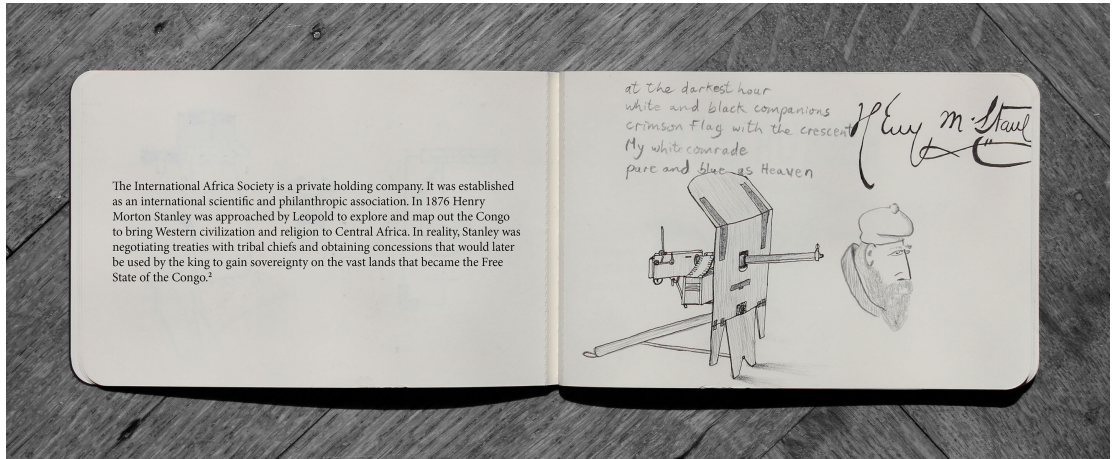 The International Africa Society is a private holding company. It was established
as an international scientific and philanthropic association. In 1876 Henry
Morton Stanley was approached by Leopold to explore and map out the Congo
to bring Western civilization and religion to Central Africa. In reality, Stanley was
negotiating treaties with tribal chiefs and obtaining concessions that would later
be used by the king to gain sovereignty on the vast lands that became the Free
State of the Congo.²
at the darkest hour
white and black companions
crimson Flag with the crescent
My white comrade
pure and blue as Heaven
Henry M. Stanl